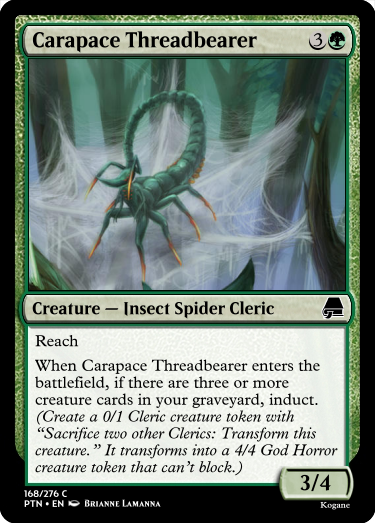 Carapace Threadbearer 3
Creature — Insect Spider Cleric
Reach
When Carapace Threadbearer enters the
battlefield, if there are three or more
creature cards in your graveyard, induct.
(Create a 0/1 Cleric creature token with
“Sacrifice two other Clerics: Transform this
creature.” It transforms into a 4/4 God Horror
creature token that can’t block.)
3/4
168/276 C
PTN • EN Brianne Lamanna
Kogane